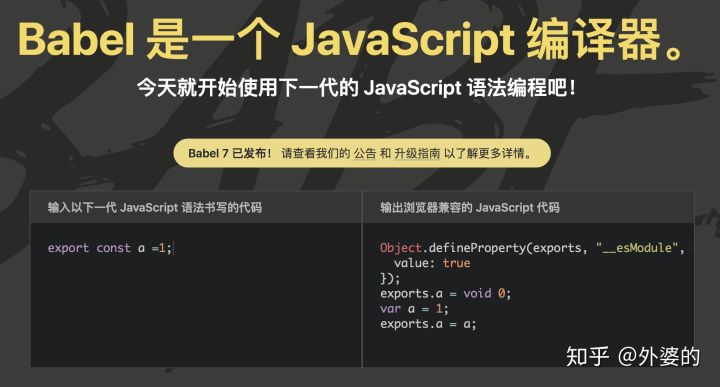 Babel 是一个 JavaScript 编译器。
今天就开始使用下一代的 JavaScript 语法编程吧！
Babel 7 已发布！ 请查看我们的 公告 和 升级指南 以了解更多详情。
输入以下一代 JavaScript 语法书写的代码
export const a =1;
输出浏览器兼容的 JavaScript 代码
Object.defineProperty(exports, "__esModule", {
  value: true
});
exports.a = void 0;
var a = 1;
exports.a = a;
知乎 @外婆的